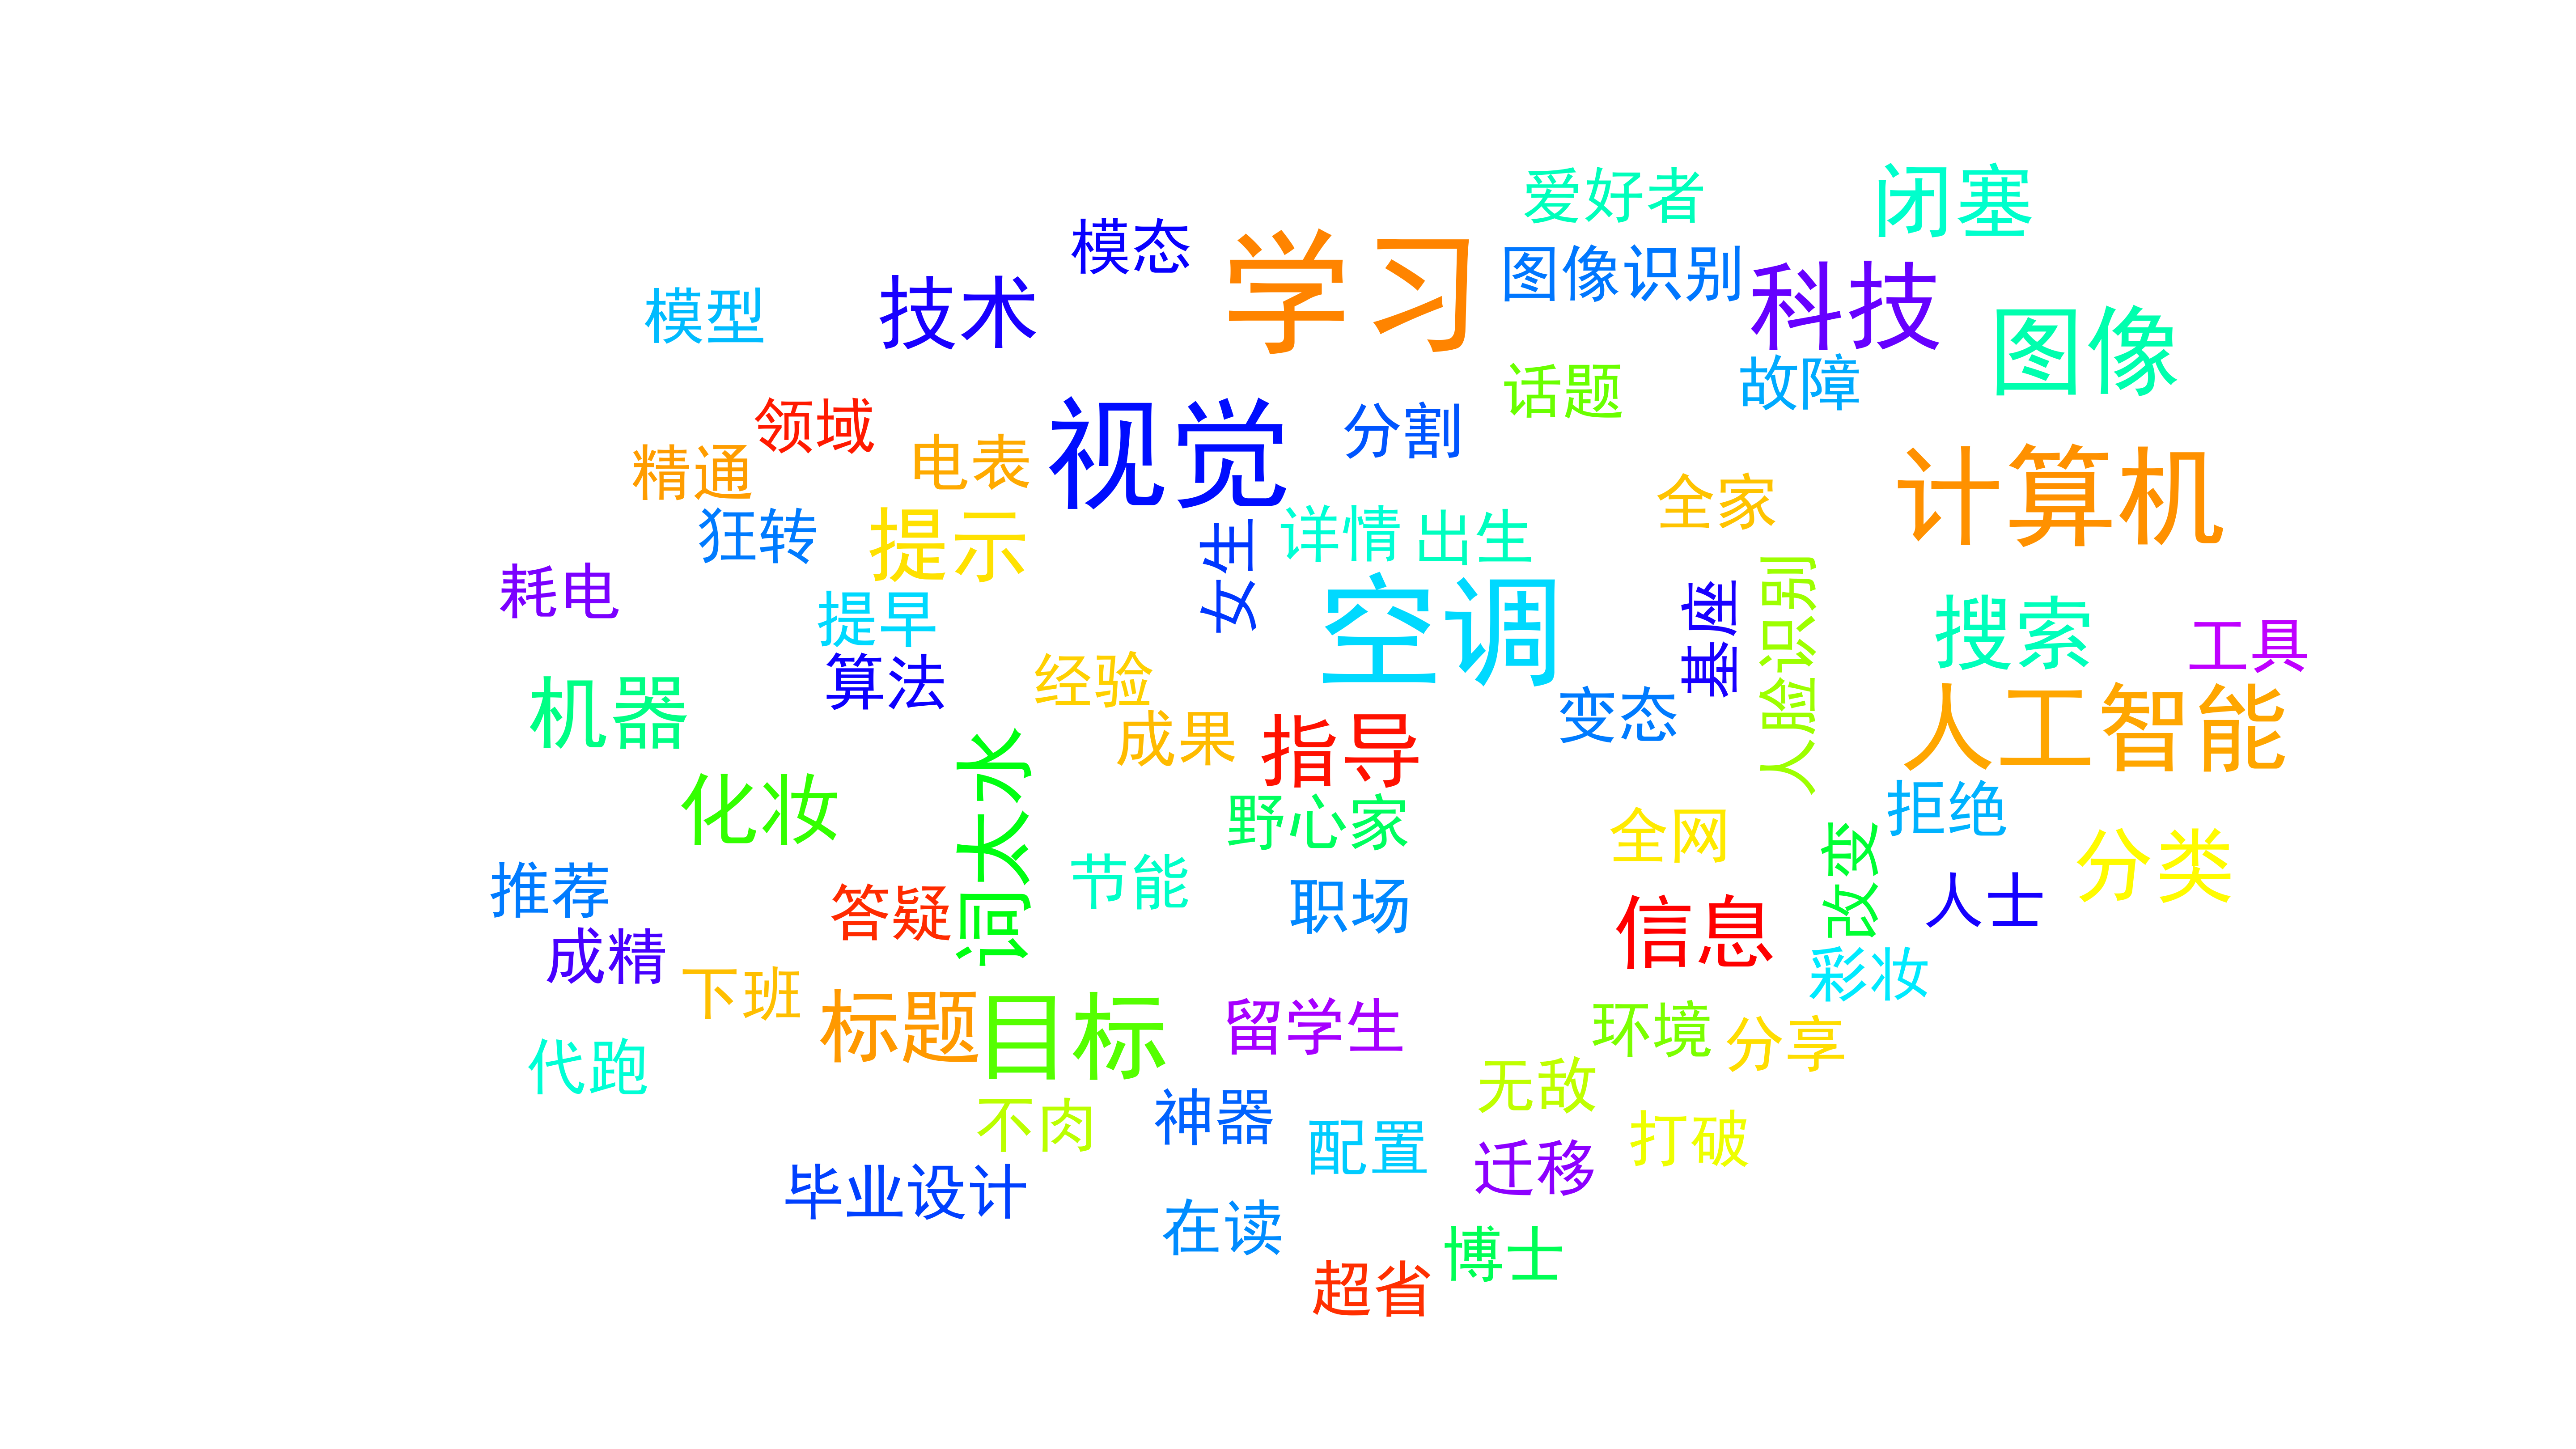 爱好者
闭塞
模态
学习
图像识别
科技
技术
模型
图像
话题
故障
领域
视觉
分割
精通
电表
全家
计算机
狂转
提示
女生
详情
出生
耗电
提早
空调
基座
人脸识别
搜索
工具
算法
经验
机器
成果
指导
变态
人工智能
化妆
词太水
野心家
全网
拒绝
推荐
答疑
节能
职场
信息
改变
人士
分类
成精
下班
彩妆
标题
目标
留学生
环境
分享
代跑
不肉
神器
配置
无敌
打破
毕业设计
迁移
在读
博士
超省